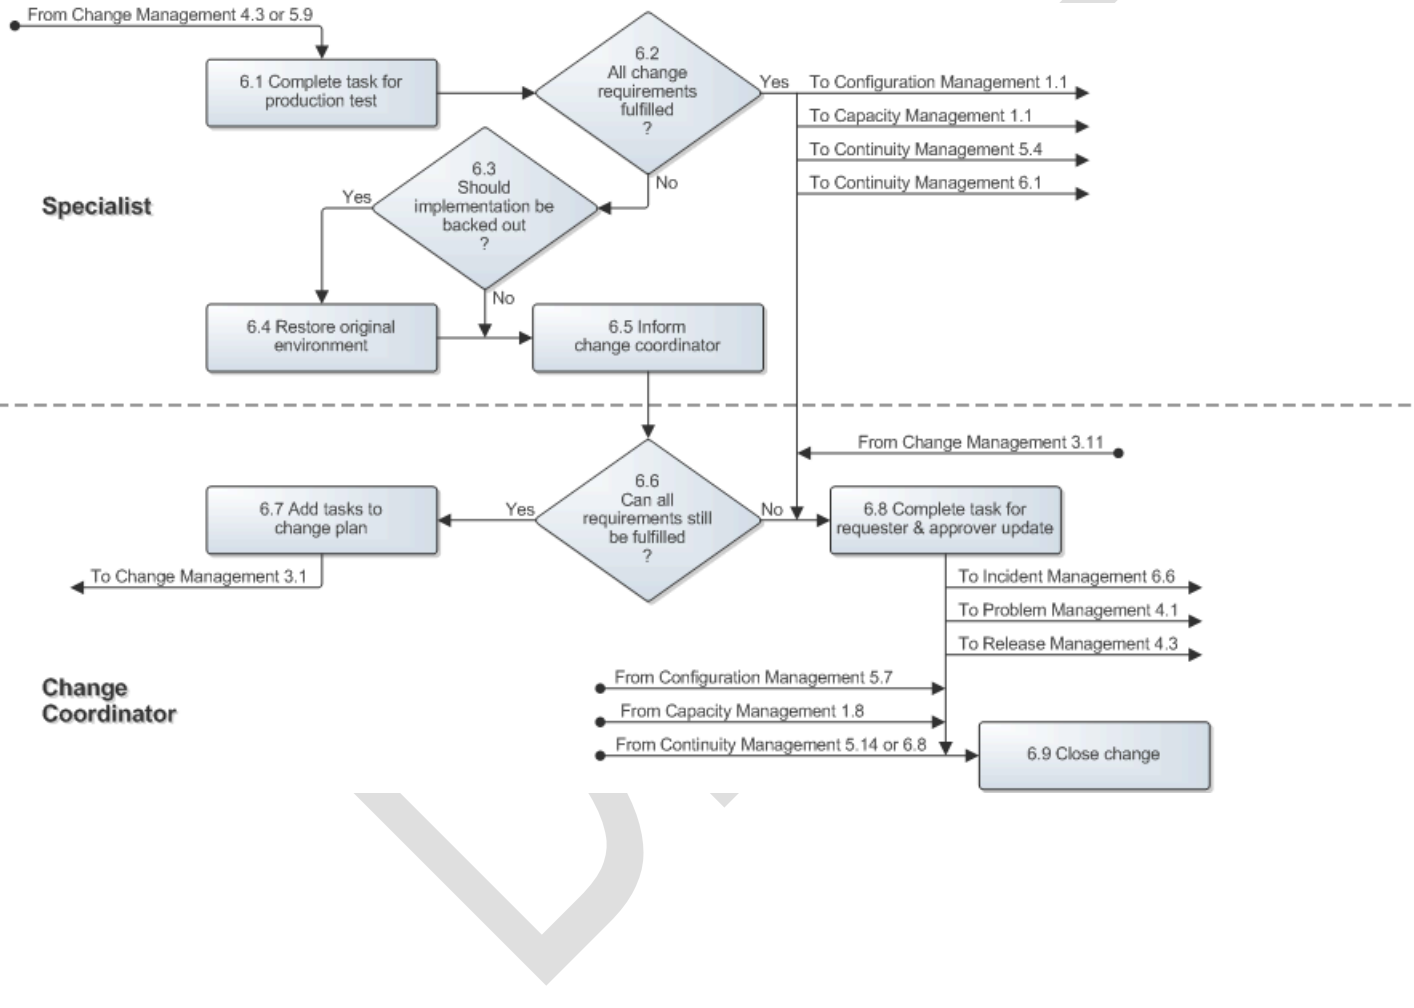 From Change Management 4.3 or 5.9
6.1 Complete task for
production test
6.2
All change
requirements
fulfilled
?
Yes
To Configuration Management 1.1
To Capacity Management 1.1
To Continuity Management 5.4
To Continuity Management 6.1
No
Specialist
6.3
Should
implementation be
backed out
?
Yes
No
6.4 Restore original
environment
6.5 Inform
change coordinator
From Change Management 3.11
6.6
Can all
requirements still
be fulfilled
?
Yes
No
6.7 Add tasks to
change plan
To Change Management 3.1
6.8 Complete task for
requester & approver update
To Incident Management 6.6
To Problem Management 4.1
To Release Management 4.3
Change
Coordinator
From Configuration Management 5.7
From Capacity Management 1.8
From Continuity Management 5.14 or 6.8
6.9 Close change